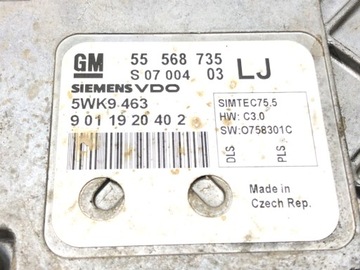 GM 55 568 735
S 07 004 03 LJ
SIEMENS VDO
5WK9 463
9 01 19 20 40 2
SIMTEC75.5
HW: C3.0
SW:O758301C
DLS
PLS
Made in
Czech Rep.